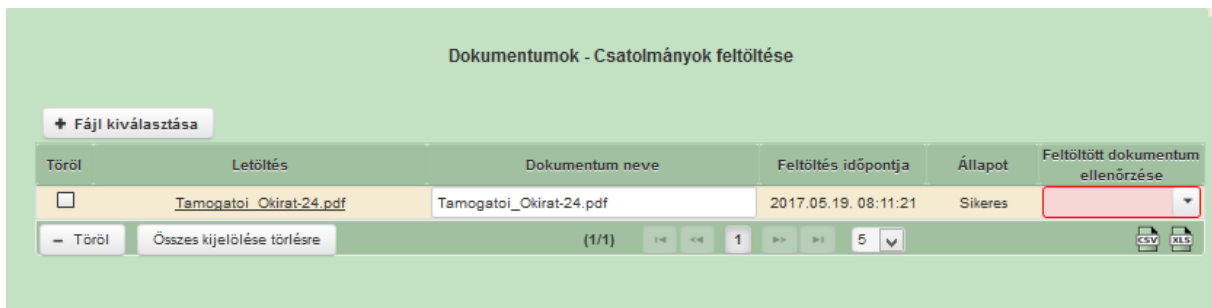 Dokumentumok - Csatolmányok feltöltése
+ Fájl kiválasztása
Töröl Letöltés Dokumentum neve Feltöltés időpontja Állapot Feltöltött dokumentum ellenőrzése
Tamogatoi_Okirat-24.pdf Tamogatoi_Okirat-24.pdf 2017.05.19. 08:11:21 Sikeres
– Töröl Összes kijelölése törlésre (1/1) 1 5 CSV XLS